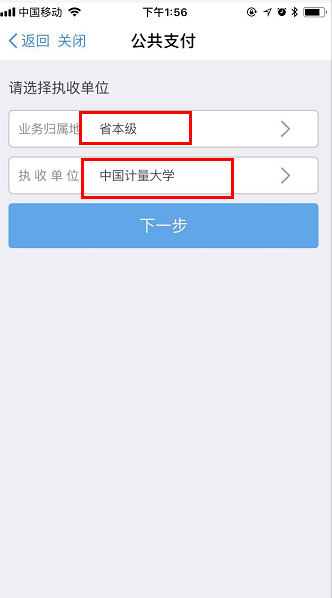 中国移动 下午1:56
返回 关闭 公共支付
请选择执收单位
业务归属地 省本级
执收单位 中国计量大学
下一步